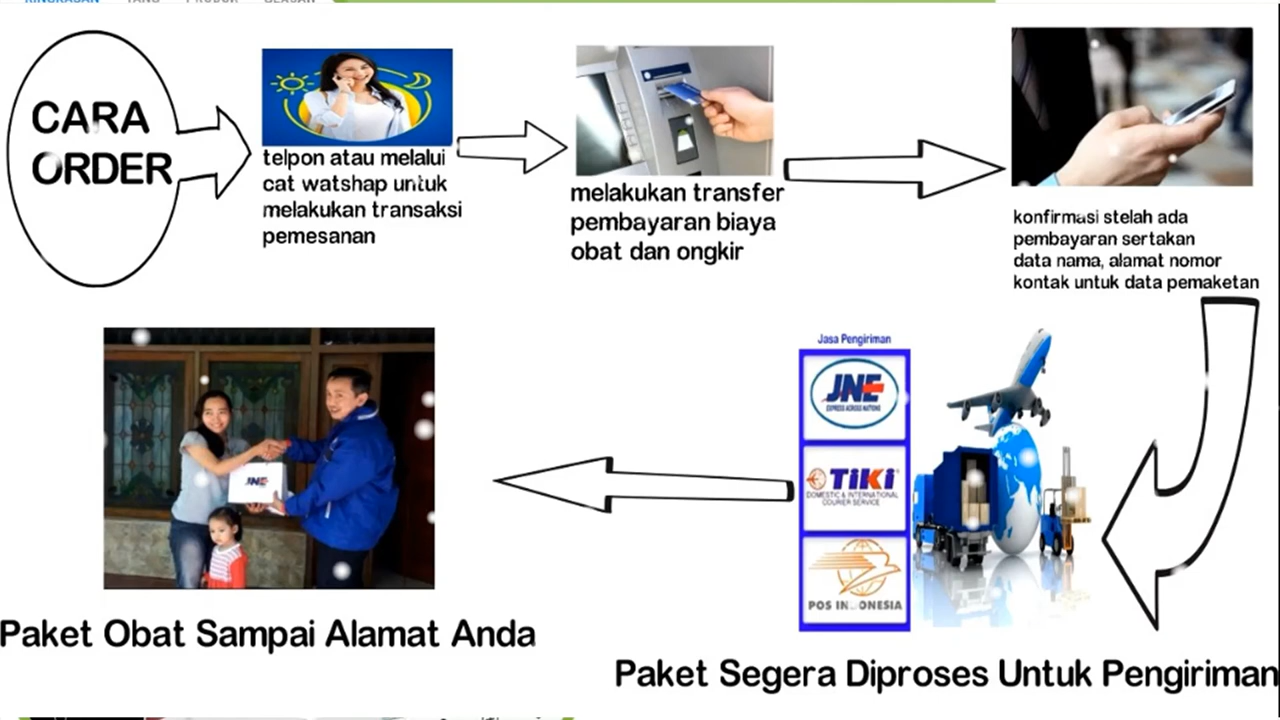 CARA
ORDER
telpon atau melalui
cat watshap untuk
melakukan transaksi
pemesanan
melakukan transfer
pembayaran biaya
obat dan ongkir
konfirmasi stelah ada
pembayaran sertakan
data nama, alamat nomor
kontak untuk data pemaketan
Jasa Pengiriman
JNE
EXPRESS ACROSS NATIONS
TIKI
DOMESTIC & INTERNATIONAL
COURIER SERVICE
POS INDONESIA
JNE
Paket Obat Sampai Alamat Anda
Paket Segera Diproses Untuk Pengiriman